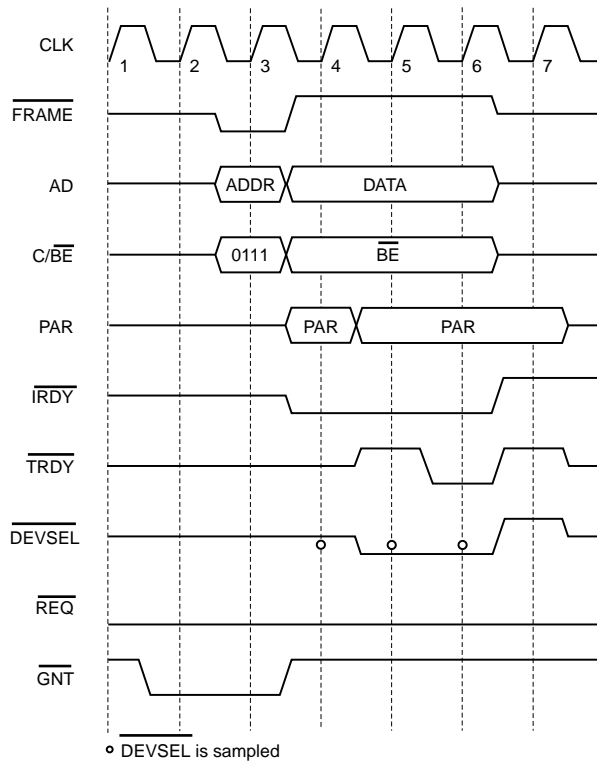 CLK
1 2 3 4 5 6 7
FRAME
AD ADDR DATA
C/BE 0111 BE
PAR PAR PAR
IRDY
TRDY
DEVSEL
REQ
GNT
DEVSEL is sampled